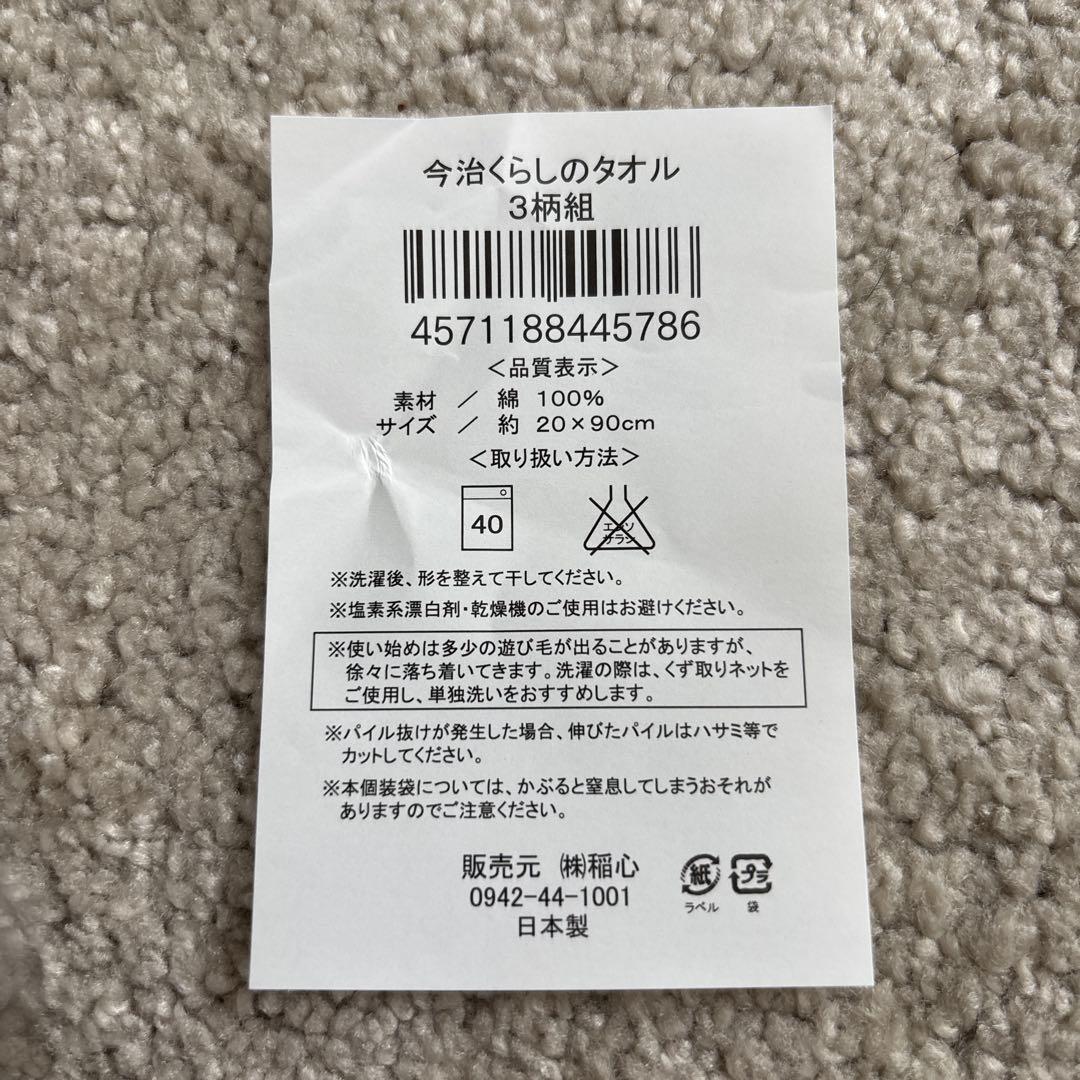 今治くらしのタオル
3柄組
4571188445786
＜品質表示＞
素材 ／ 綿 100%
サイズ ／ 約 20×90cm
＜取り扱い方法＞
40
エンソ
サラシ
※洗濯後、形を整えて干してください。
※塩素系漂白剤・乾燥機のご使用はお避けください。
※使い始めは多少の遊び毛が出ることがありますが、
徐々に落ち着いてきます。洗濯の際は、くず取りネットを
ご使用し、単独洗いをおすすめします。
※パイル抜けが発生した場合、伸びたパイルはハサミ等で
カットしてください。
※本個装袋については、かぶると窒息してしまうおそれが
ありますのでご注意ください。
販売元 ㈱稲心
0942-44-1001
日本製
紙
ラベル
プラ
袋